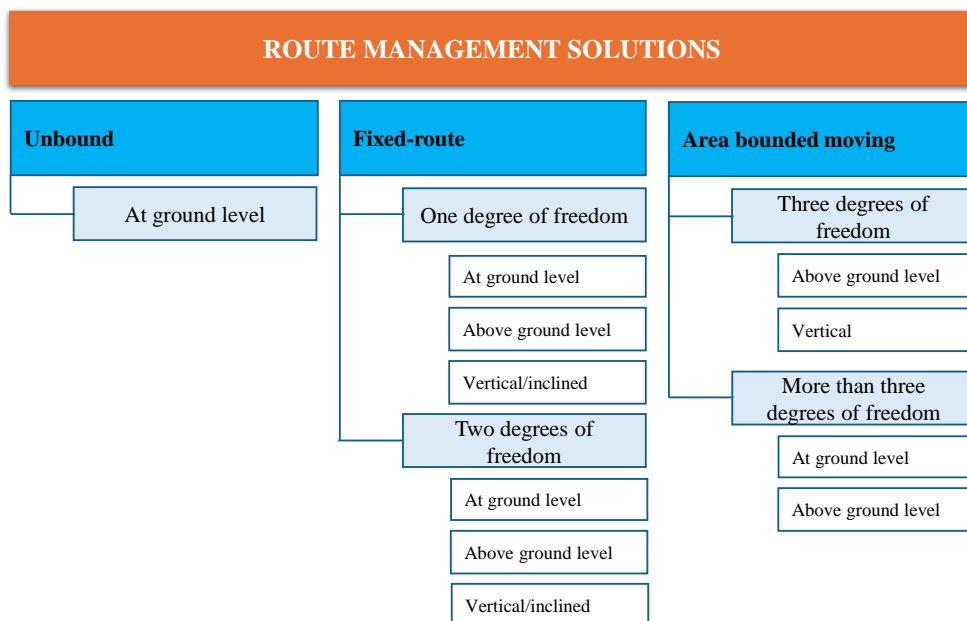 ROUTE MANAGEMENT SOLUTIONS
Unbound
At ground level
Fixed-route
One degree of freedom
At ground level
Above ground level
Vertical/inclined
Two degrees of
freedom
At ground level
Above ground level
Vertical/inclined
Area bounded moving
Three degrees of
freedom
Above ground level
Vertical
More than three
degrees of freedom
At ground level
Above ground level